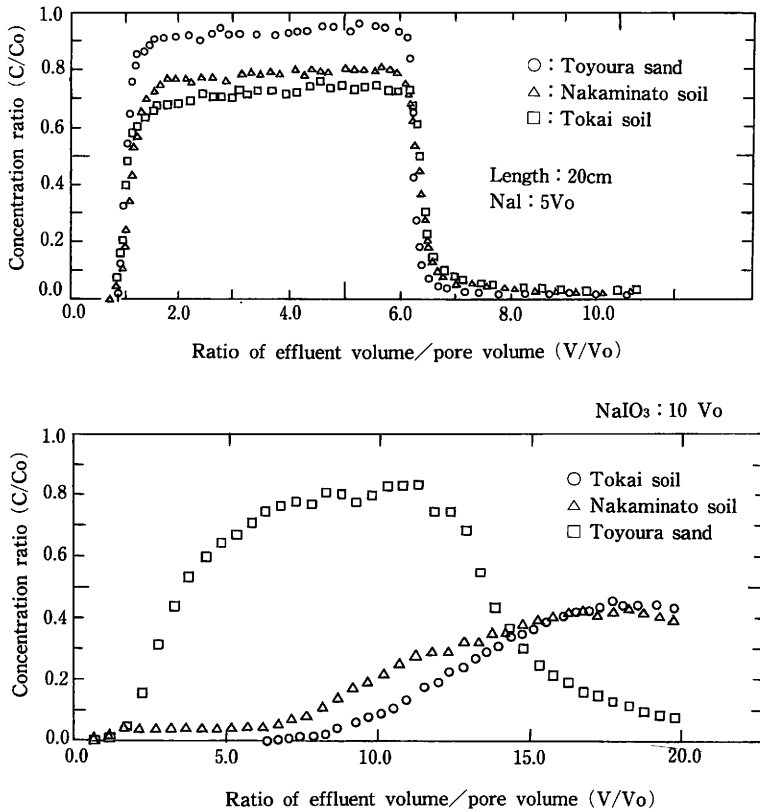 Concentration ratio (C/Co)
1.0
0.8
0.6
0.4
0.2
0.0
○ : Toyoura sand
△ : Nakaminato soil
□ : Tokai soil
Length : 20cm
NaI : 5Vo
0.0 2.0 4.0 6.0 8.0 10.0
Ratio of effluent volume／pore volume (V/Vo)
NaIO₃ : 10 Vo
Concentration ratio (C/Co)
1.0
0.8
0.6
0.4
0.2
0.0
○ Tokai soil
△ Nakaminato soil
□ Toyoura sand
0.0 5.0 10.0 15.0 20.0
Ratio of effluent volume／pore volume (V/Vo)